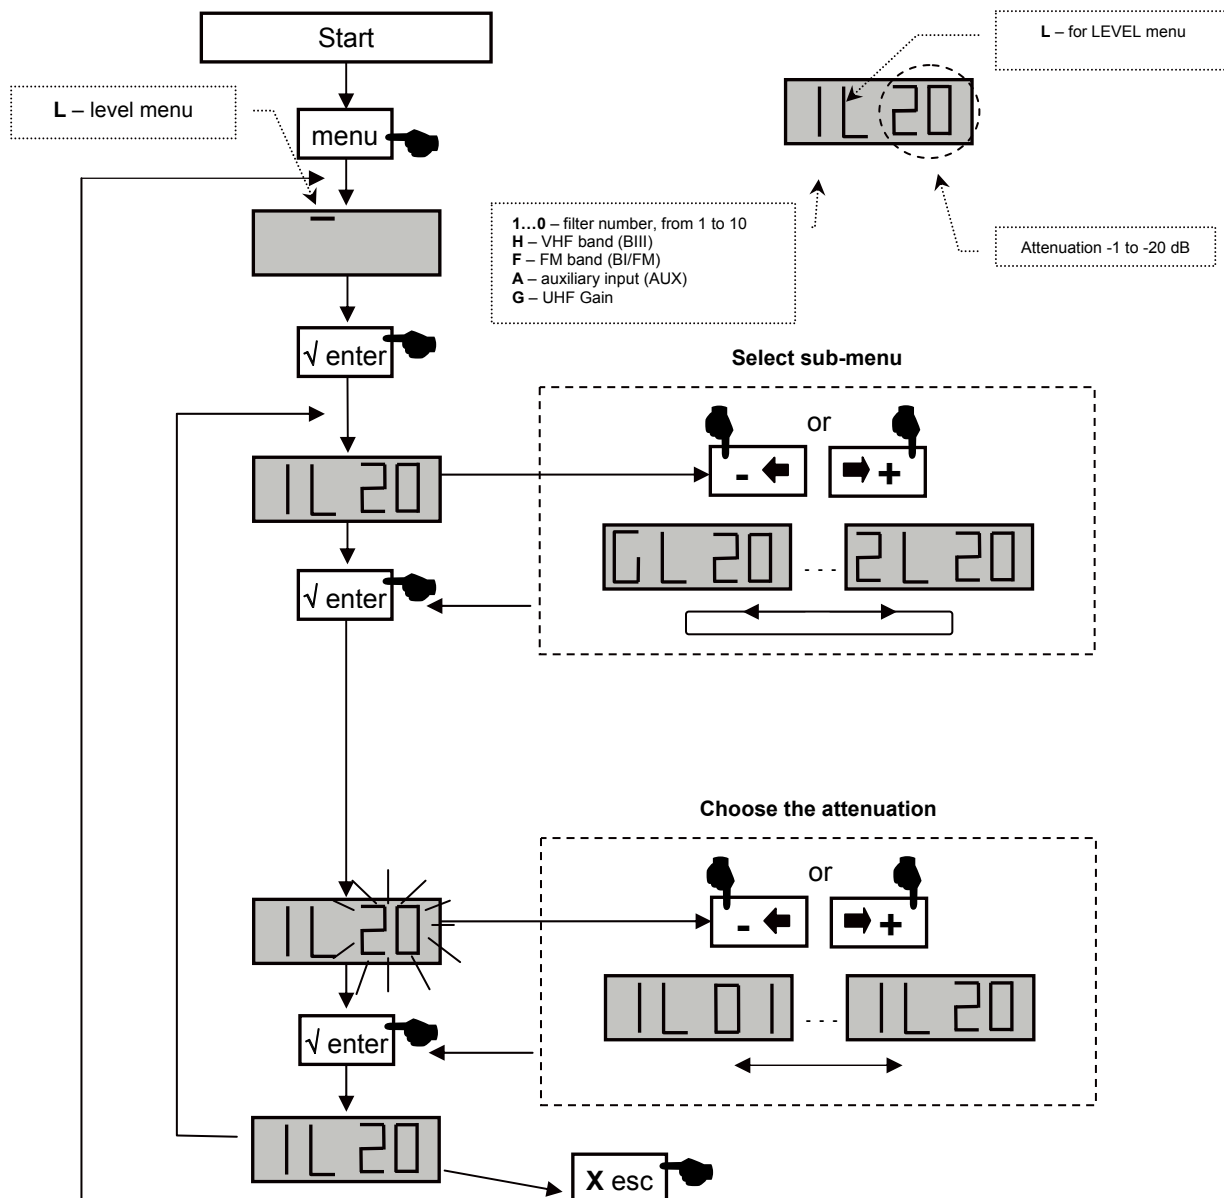 Start
L – for LEVEL menu
L – level menu
1L 20
menu
1...0 – filter number, from 1 to 10
H – VHF band (BIII)
F – FM band (BI/FM)
A – auxiliary input (AUX)
G – UHF Gain
Attenuation -1 to -20 dB
√ enter
Select sub-menu
or
- +
1L 20
GL 20 . . . 2L 20
√ enter
Choose the attenuation
or
1L 20
- +
1L 01 . . . 1L 20
√ enter
1L 20
X esc